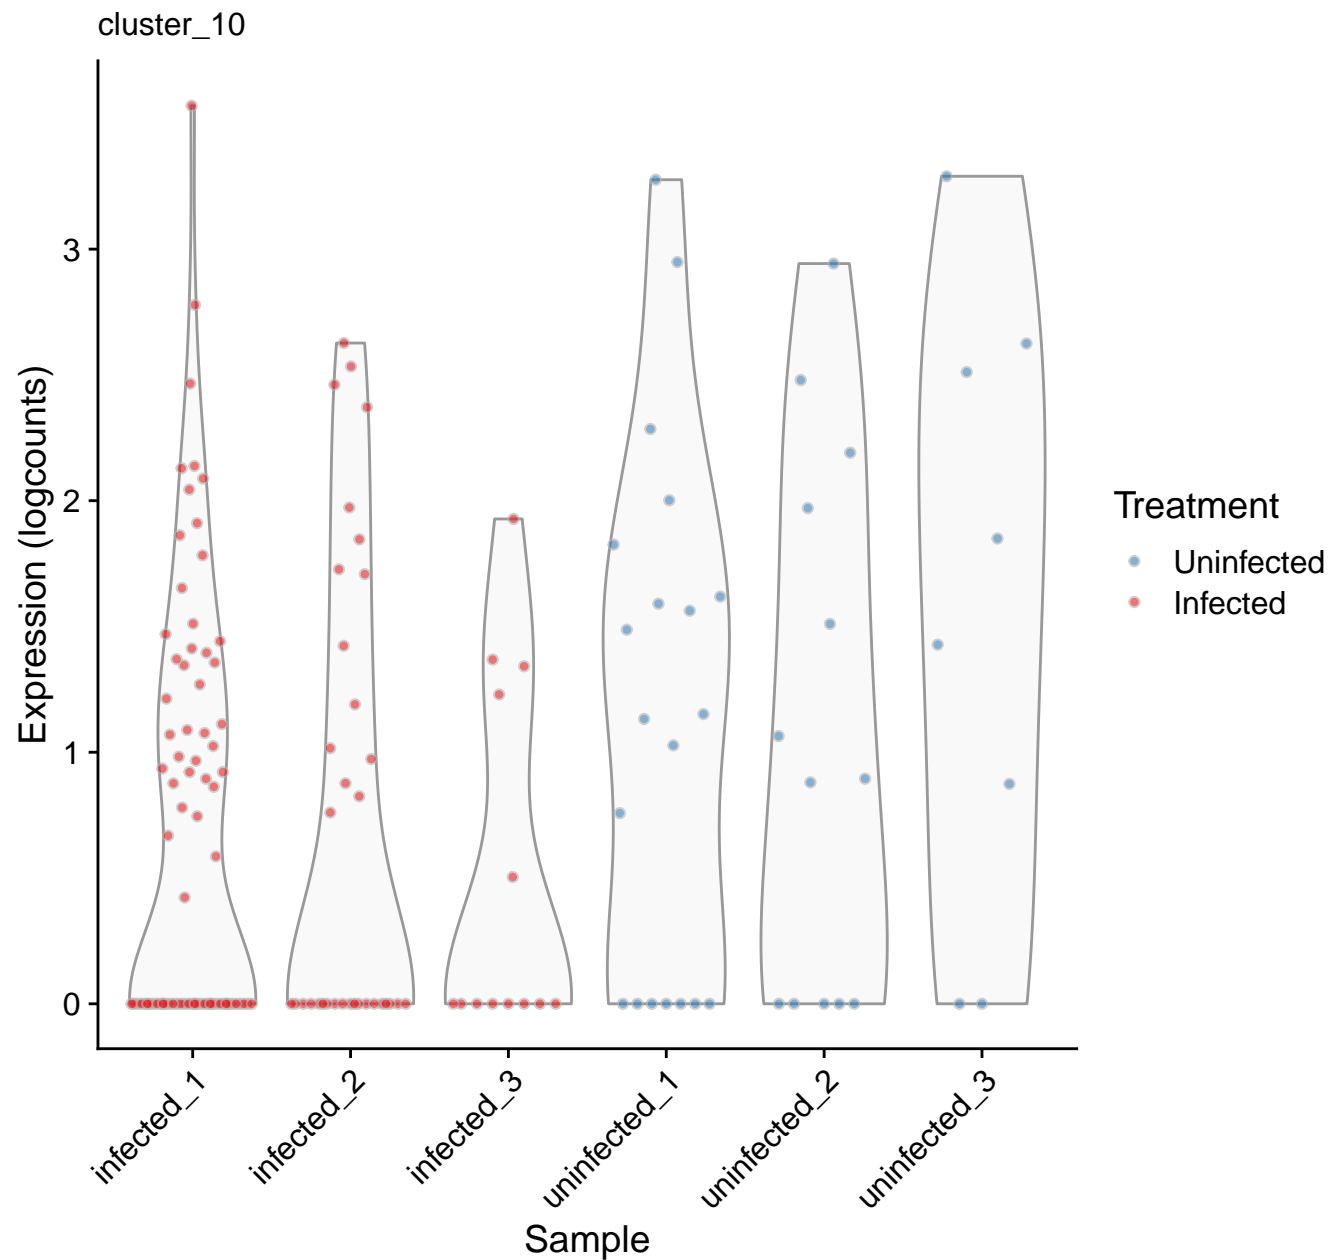 cluster_10
Expression (logcounts)
3
2
1
0
infected_1
infected_2
infected_3
uninfected_1
uninfected_2
uninfected_3
Sample
Treatment
Uninfected
Infected